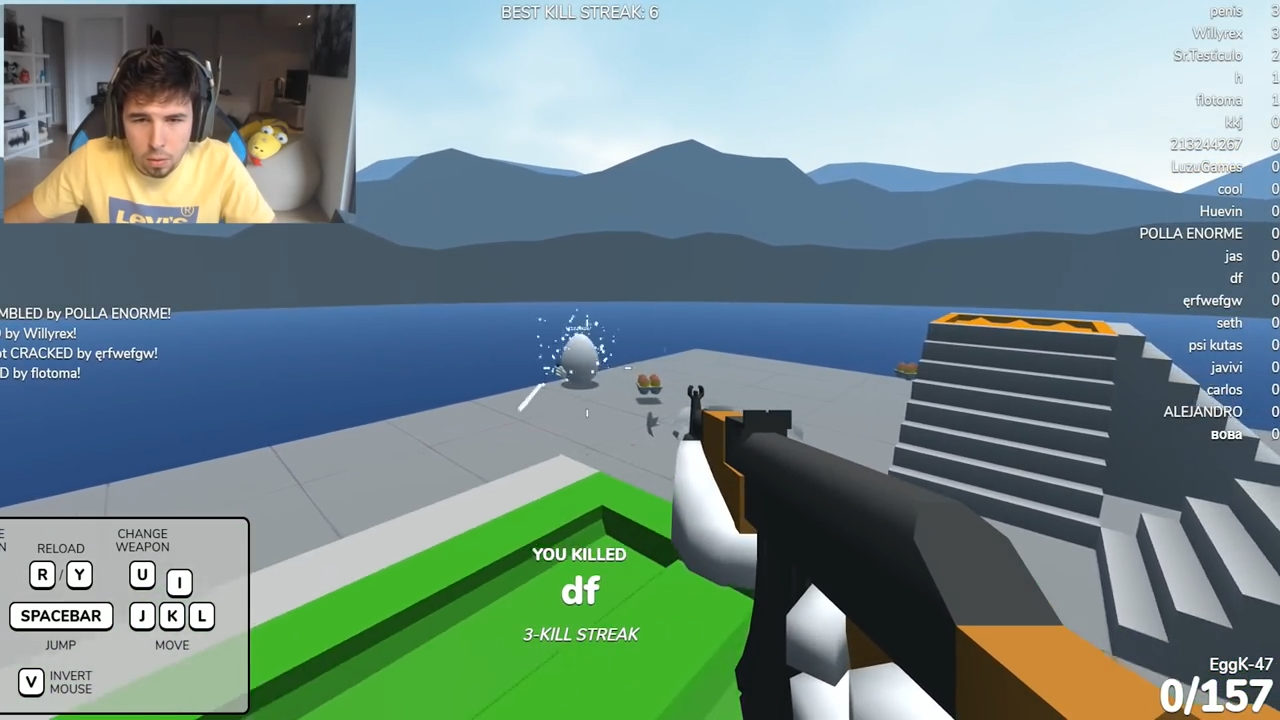 BEST KILL STREAK: 6
penis 3
Willyrex 3
Sr.Testiculo 2
h 1
flotoma 1
kkj 0
213244267 0
LuzuGames 0
cool 0
Huevin 0
POLLA ENORME 0
jas 0
df 0
ęrfwefgw 0
seth 0
psi kutas 0
javivi 0
carlos 0
ALEJANDRO 0
вова 0
LEVI'S ®
MBLED by POLLA ENORME!
by Willyrex!
ot CRACKED by ęrfwefgw!
D by flotoma!
YOU KILLED
df
3-KILL STREAK
E
N
RELOAD
R / Y
CHANGE
WEAPON
U I
SPACEBAR
JUMP
J K L
MOVE
V INVERT
MOUSE
EggK-47
0/157